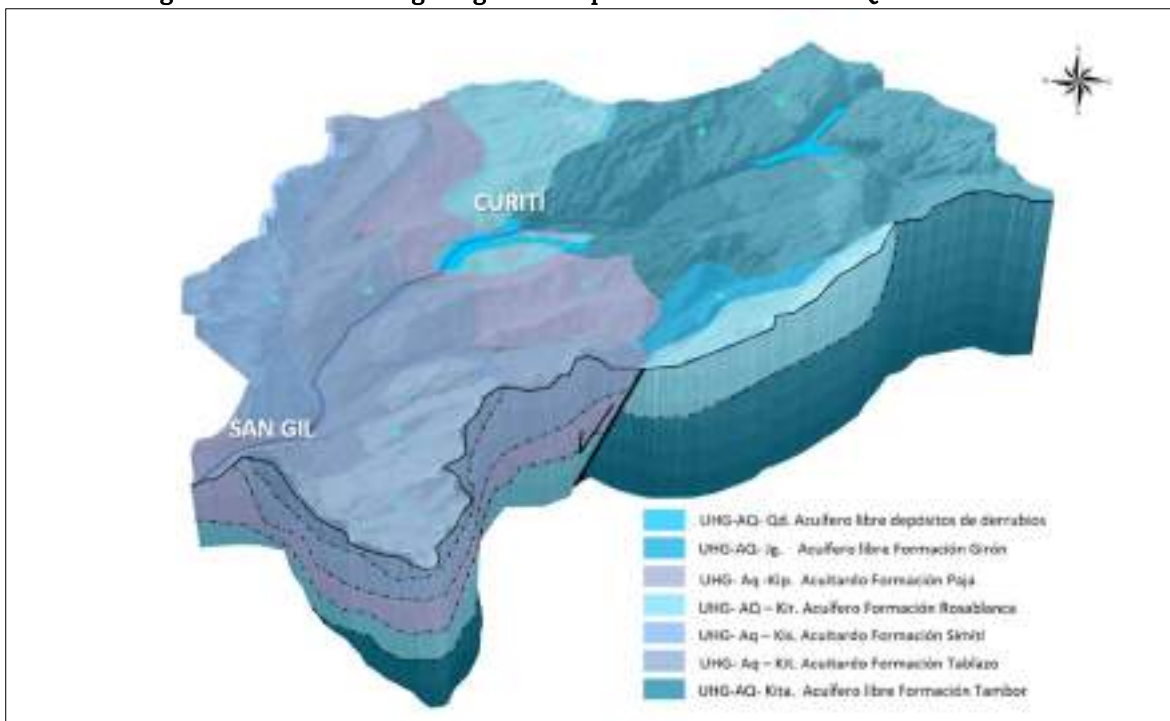 CURITÍ
SAN GIL
UHG-AQ- Qd. Acuífero libre depósitos de derrubios
UHG-AQ- Jg. Acuífero libre Formación Girón
UHG- Aq -Kip. Acuitardo Formación Paja
UHG- AQ – Kir. Acuífero Formación Rosablanca
UHG- Aq – Kis. Acuitardo Formación Simití
UHG- Aq – Kit. Acuitardo Formación Tablazo
UHG-AQ- Kita. Acuífero libre Formación Tambor